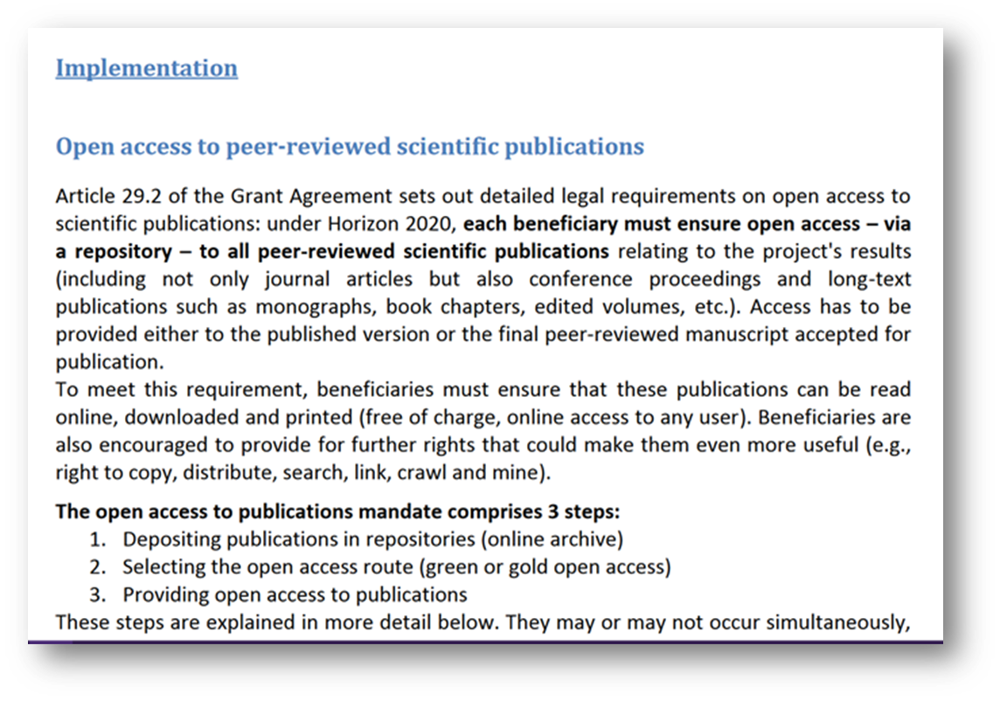 Implementation
Open access to peer-reviewed scientific publications
Article 29.2 of the Grant Agreement sets out detailed legal requirements on open access to
scientific publications: under Horizon 2020, each beneficiary must ensure open access – via
a repository – to all peer-reviewed scientific publications relating to the project's results
(including not only journal articles but also conference proceedings and long-text
publications such as monographs, book chapters, edited volumes, etc.). Access has to be
provided either to the published version or the final peer-reviewed manuscript accepted for
publication.
To meet this requirement, beneficiaries must ensure that these publications can be read
online, downloaded and printed (free of charge, online access to any user). Beneficiaries are
also encouraged to provide for further rights that could make them even more useful (e.g.,
right to copy, distribute, search, link, crawl and mine).
The open access to publications mandate comprises 3 steps:
1. Depositing publications in repositories (online archive)
2. Selecting the open access route (green or gold open access)
3. Providing open access to publications
These steps are explained in more detail below. They may or may not occur simultaneously,